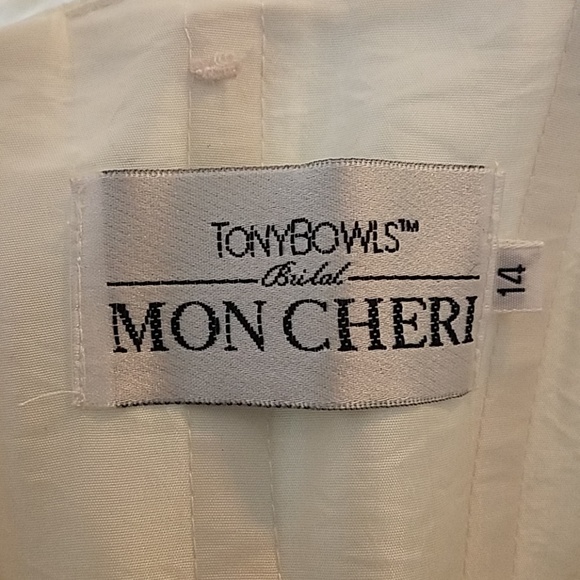 TONYBOWLS™
Bridal
MON CHERI
14